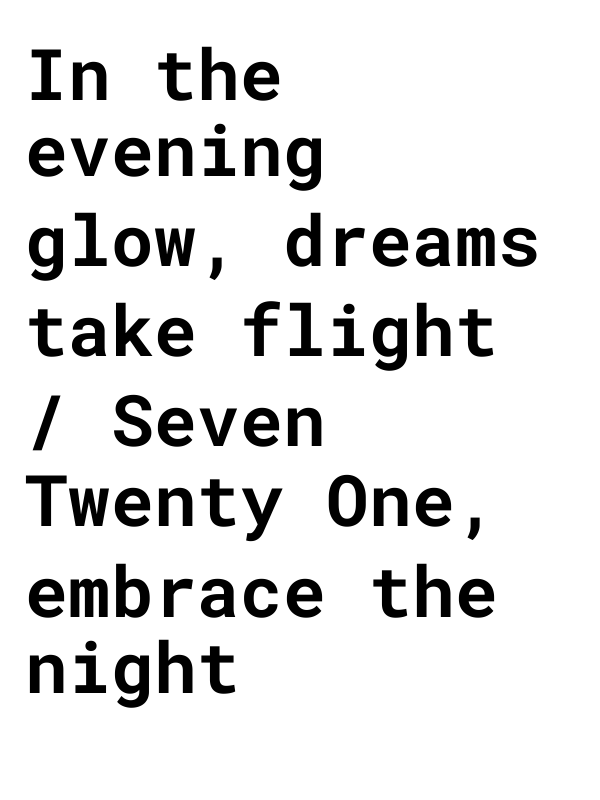 In the
evening
glow, dreams
take flight
/ Seven
Twenty One,
embrace the
night